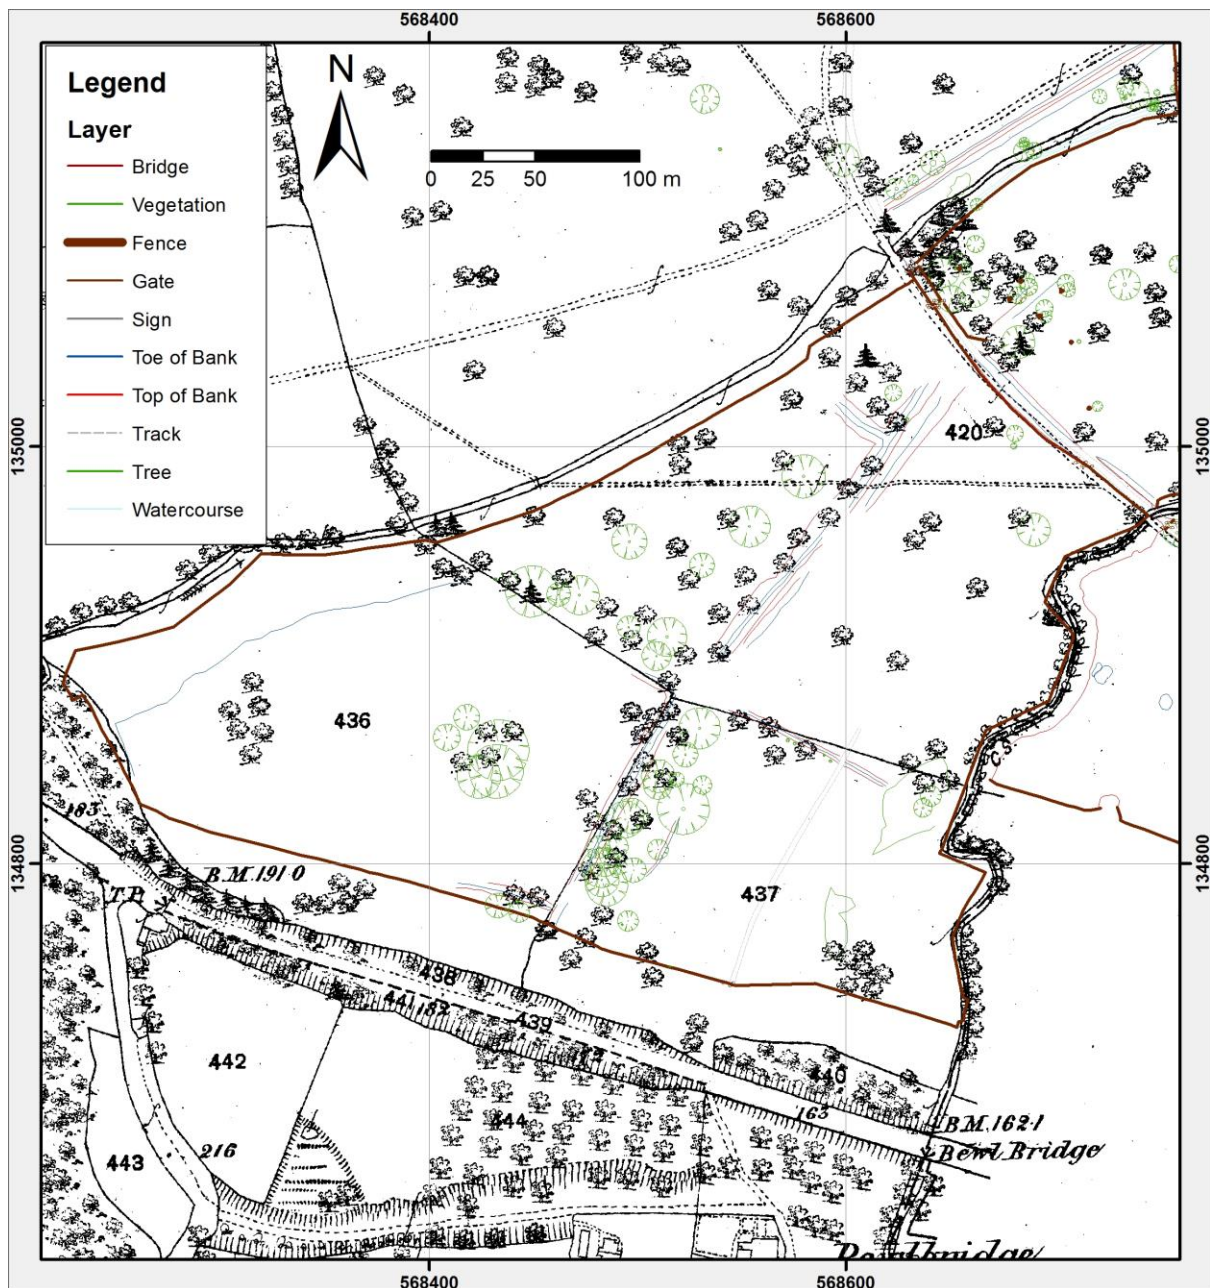 568400 568600
Legend
Layer
Bridge
Vegetation
Fence
Gate
Sign
Toe of Bank
Top of Bank
Track
Tree
Watercourse
N
0 25 50 100 m
135000
135000
420
436
C.S.
183
134800
134800
B.M.191.0
T.P.
437
438
441
182
439
442
440
163
B.M.162.1
444
Bewl Bridge
443
216
568400 568600